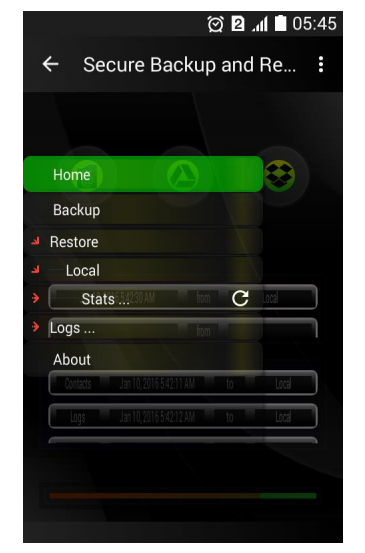 2 05:45
Secure Backup and Re...
Home
Backup
Restore
Local
Stats ...
5:42:30 AM from Local
Logs ...
from
About
Contacts Jan 10, 2016 5:42:11 AM to Local
Logs Jan 10, 2016 5:42:12 AM to Local